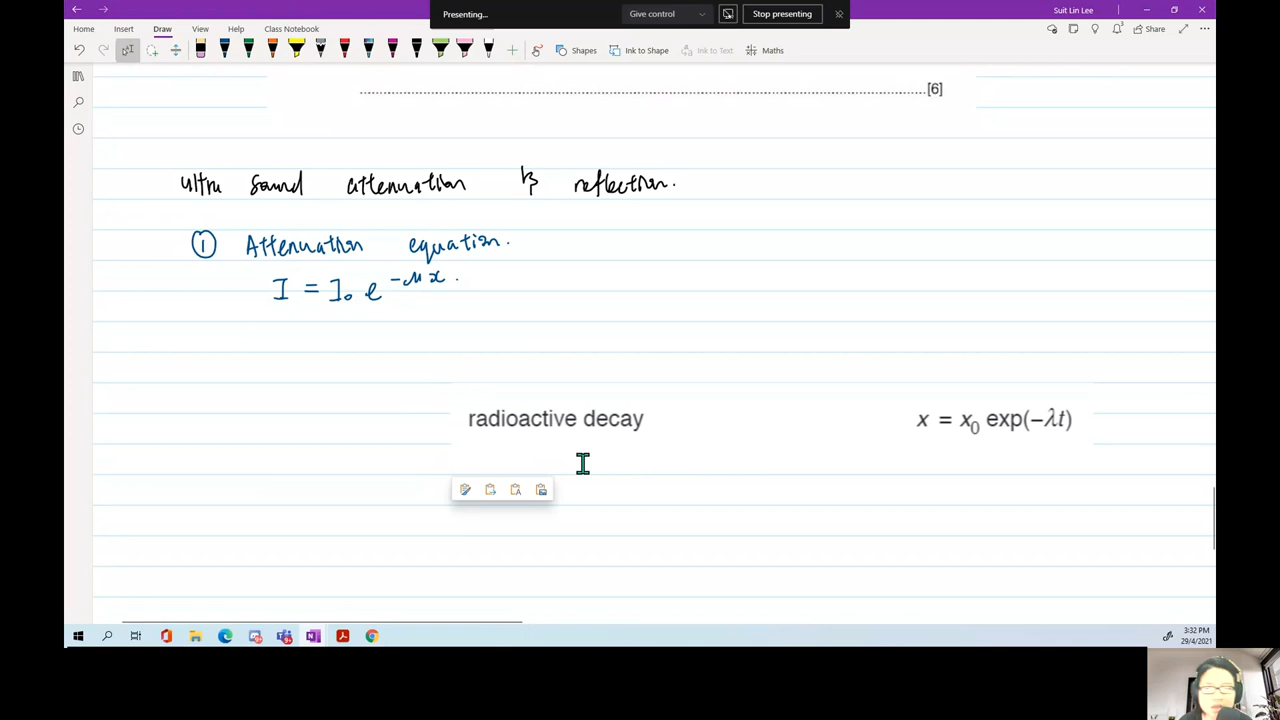 Presenting...
Give control
Stop presenting
Suit Lin Lee
Home Insert Draw View Help Class Notebook
Share
Shapes Ink to Shape Ink to Text Maths
[6]
Ultra sound attenuation & reflection.
① Attenuation equation.
I = I₀ e^(-μx).
radioactive decay x = x₀ exp(−λt)
3:32 PM
29/4/2021